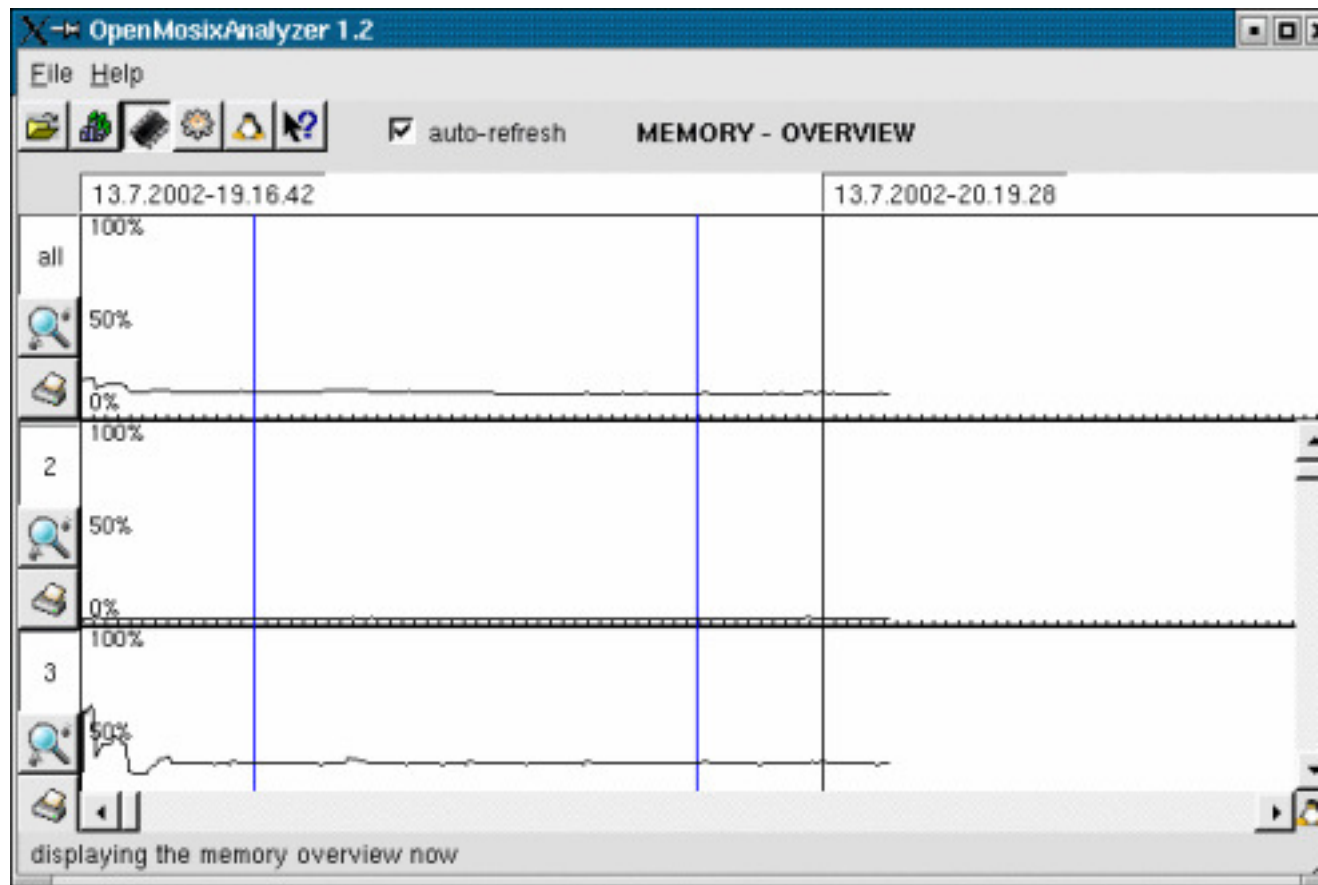 OpenMosixAnalyzer 1.2
File Help
auto-refresh MEMORY - OVERVIEW
13.7.2002-19.16.42 13.7.2002-20.19.28
all
100%
50%
0%
2
100%
50%
0%
3
100%
50%
displaying the memory overview now